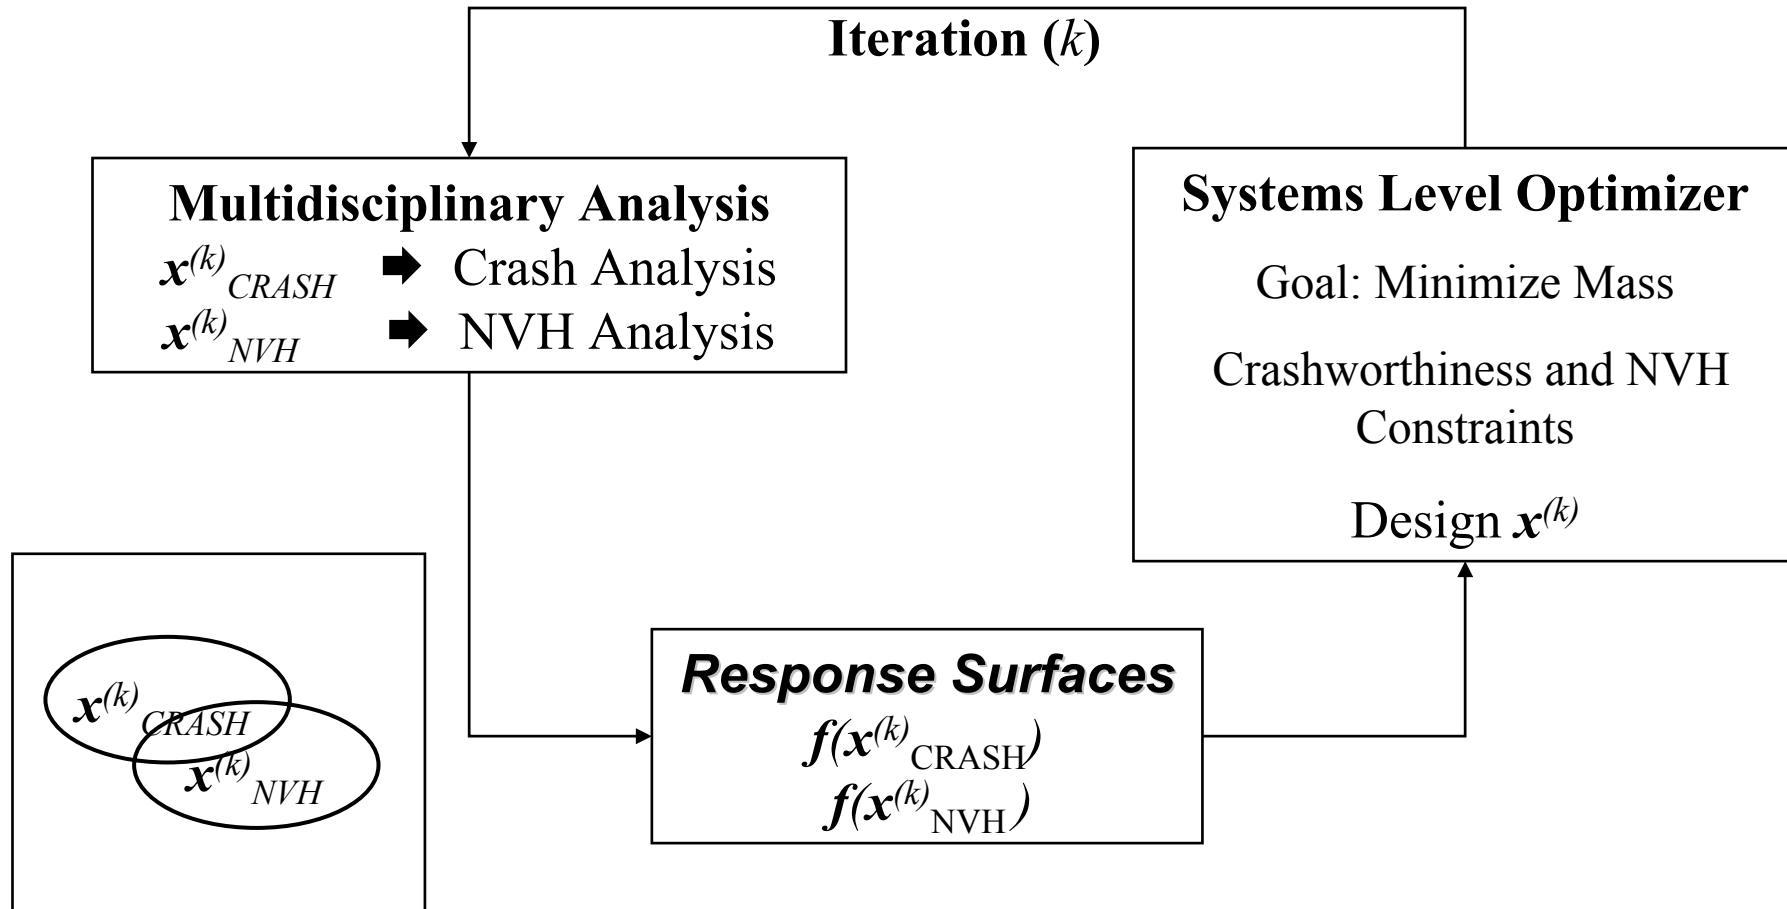 Iteration (k)
Multidisciplinary Analysis
x(k)CRASH ➡ Crash Analysis
x(k)NVH ➡ NVH Analysis
Systems Level Optimizer
Goal: Minimize Mass
Crashworthiness and NVH
Constraints
Design x(k)
x(k)CRASH
x(k)NVH
Response Surfaces
f(x(k)CRASH)
f(x(k)NVH)